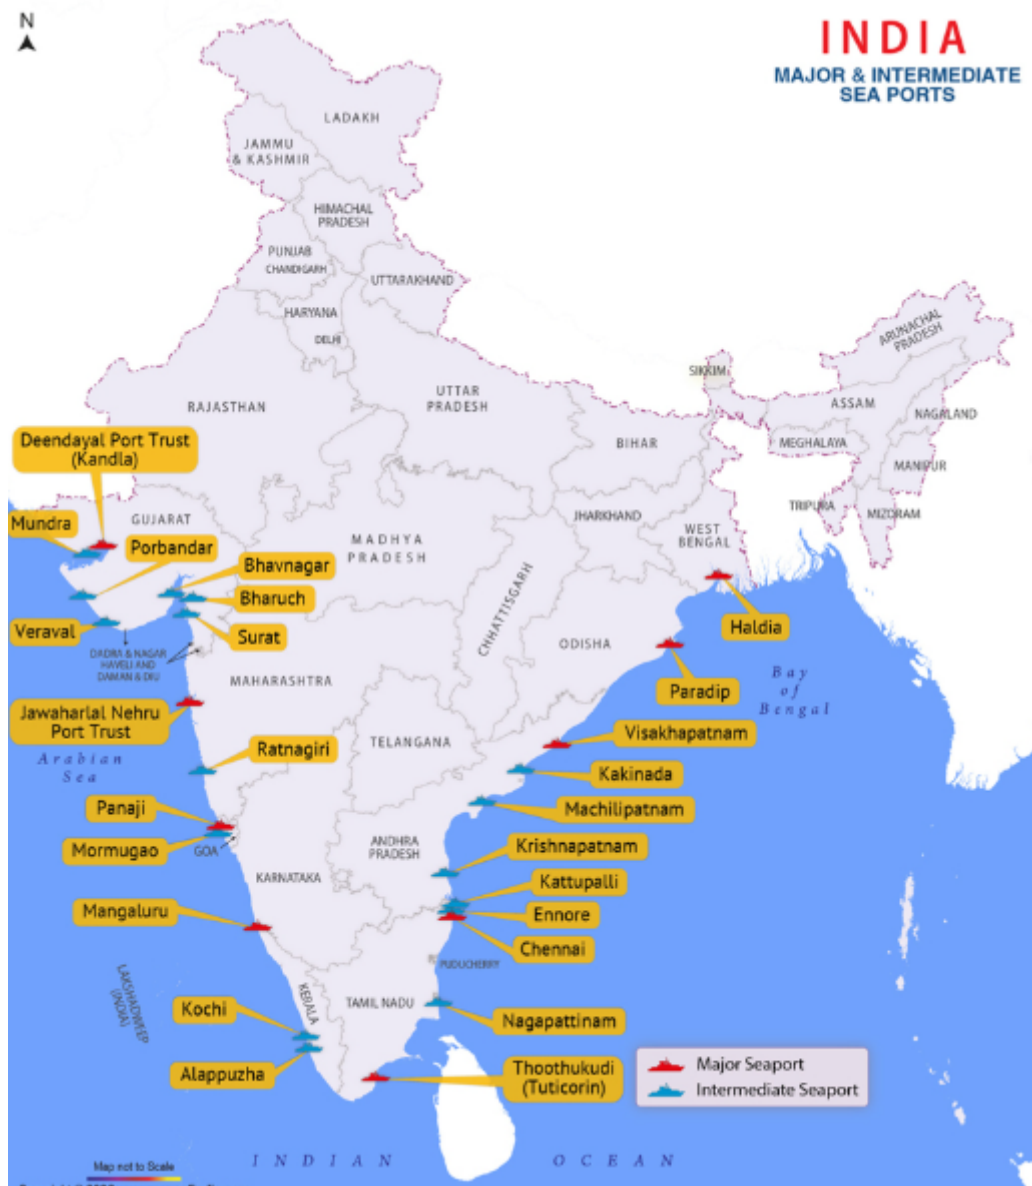 N
INDIA
MAJOR & INTERMEDIATE
SEA PORTS
LADAKH
JAMMU
& KASHMIR
HIMACHAL
PRADESH
PUNJAB
CHANDIGARH
UTTARAKHAND
HARYANA
DELHI
ARUNACHAL
PRADESH
SIKKIM
RAJASTHAN
UTTAR
PRADESH
ASSAM
NAGALAND
BIHAR
MEGHALAYA
MANIPUR
Deendayal Port Trust
(Kandla)
TRIPURA
MIZORAM
Mundra
GUJARAT
JHARKHAND
WEST
BENGAL
Porbandar
MADHYA
PRADESH
Bhavnagar
Bharuch
CHHATTISGARH
Veraval
Surat
Haldia
DADRA & NAGAR
HAVELI AND
DAMAN & DIU
ODISHA
MAHARASHTRA
Paradip
Bay
of
Bengal
Jawaharlal Nehru
Port Trust
Visakhapatnam
TELANGANA
Ratnagiri
Arabian
Sea
Kakinada
Panaji
Machilipatnam
Mormugao
GOA
ANDHRA
PRADESH
Krishnapatnam
KARNATAKA
Kattupalli
Mangaluru
Ennore
Chennai
PUDUCHERRY
LAKSHADWEEP
(INDIA)
KERALA
TAMIL NADU
Kochi
Nagapattinam
Alappuzha
Thoothukudi
(Tuticorin)
Major Seaport
Intermediate Seaport
INDIAN OCEAN
Map not to Scale